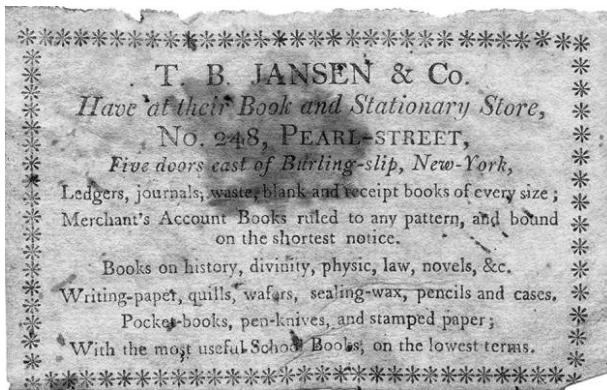 T. B. JANSEN & Co.
Have at their Book and Stationary Store,
No. 248, PEARL-STREET,
Five doors east of Burling-slip, New-York,
Ledgers, journals, waste, blank and receipt books of every size ;
Merchant's Account Books ruled to any pattern, and bound
on the shortest notice.
Books on history, divinity, physic, law, novels, &c.
Writing-paper, quills, wafers, sealing-wax, pencils and cases.
Pocket-books, pen-knives, and stamped paper ;
With the most useful School Books, on the lowest terms.